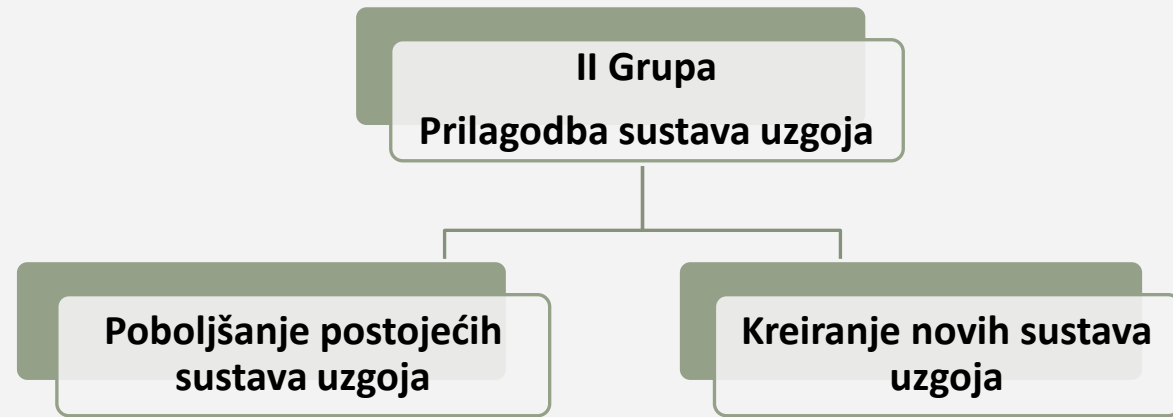 II Grupa
Prilagodba sustava uzgoja
Poboljšanje postojećih
sustava uzgoja
Kreiranje novih sustava
uzgoja